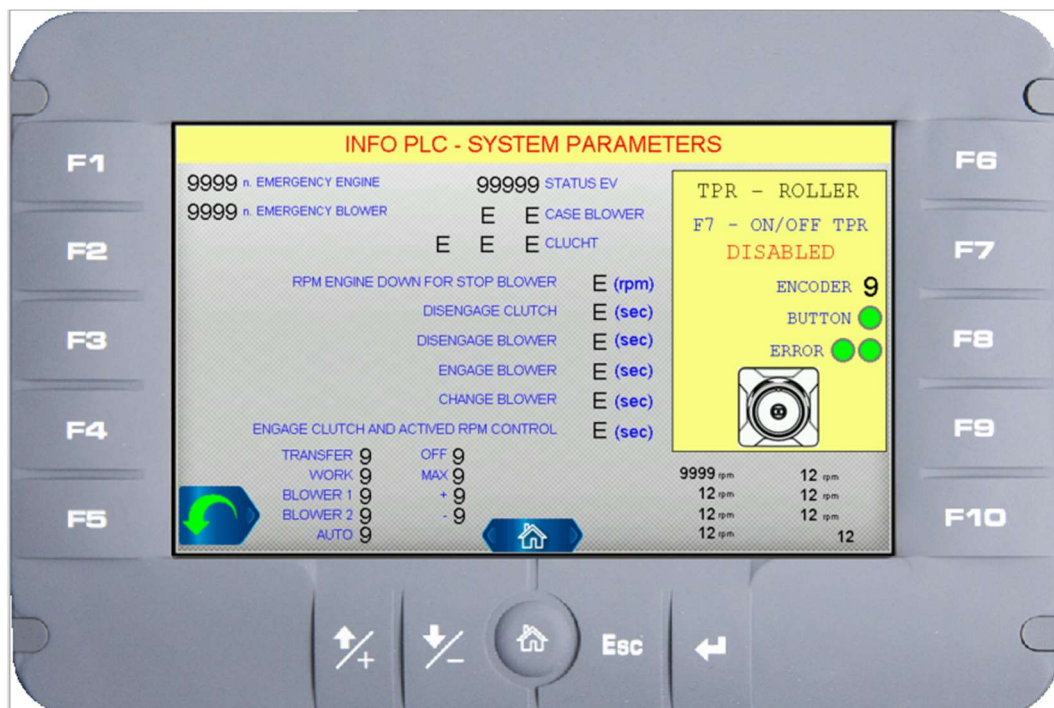 INFO PLC - SYSTEM PARAMETERS
9999 n. EMERGENCY ENGINE
99999 STATUS EV
9999 n. EMERGENCY BLOWER
E E CASE BLOWER
E E E CLUCHT
RPM ENGINE DOWN FOR STOP BLOWER E (rpm)
DISENGAGE CLUTCH E (sec)
DISENGAGE BLOWER E (sec)
ENGAGE BLOWER E (sec)
CHANGE BLOWER E (sec)
ENGAGE CLUTCH AND ACTIVED RPM CONTROL E (sec)
TRANSFER 9 OFF 9
WORK 9 MAX 9
BLOWER 1 9 + 9
BLOWER 2 9 - 9
AUTO 9
TPR - ROLLER
F7 - ON/OFF TPR
DISABLED
ENCODER 9
BUTTON
ERROR
9999 rpm 12 rpm
12 rpm 12 rpm
12 rpm 12 rpm
12 rpm 12
F1
F2
F3
F4
F5
F6
F7
F8
F9
F10
Esc